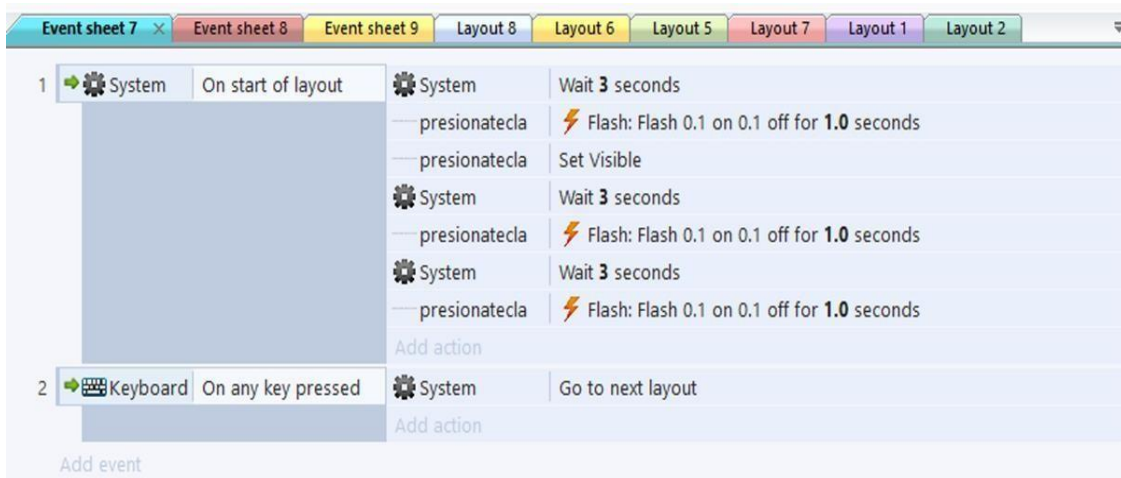 Event sheet 7 × Event sheet 8 Event sheet 9 Layout 8 Layout 6 Layout 5 Layout 7 Layout 1 Layout 2
1 System On start of layout System Wait 3 seconds
presionatecla Flash: Flash 0.1 on 0.1 off for 1.0 seconds
presionatecla Set Visible
System Wait 3 seconds
presionatecla Flash: Flash 0.1 on 0.1 off for 1.0 seconds
System Wait 3 seconds
presionatecla Flash: Flash 0.1 on 0.1 off for 1.0 seconds
Add action
2 Keyboard On any key pressed System Go to next layout
Add action
Add event